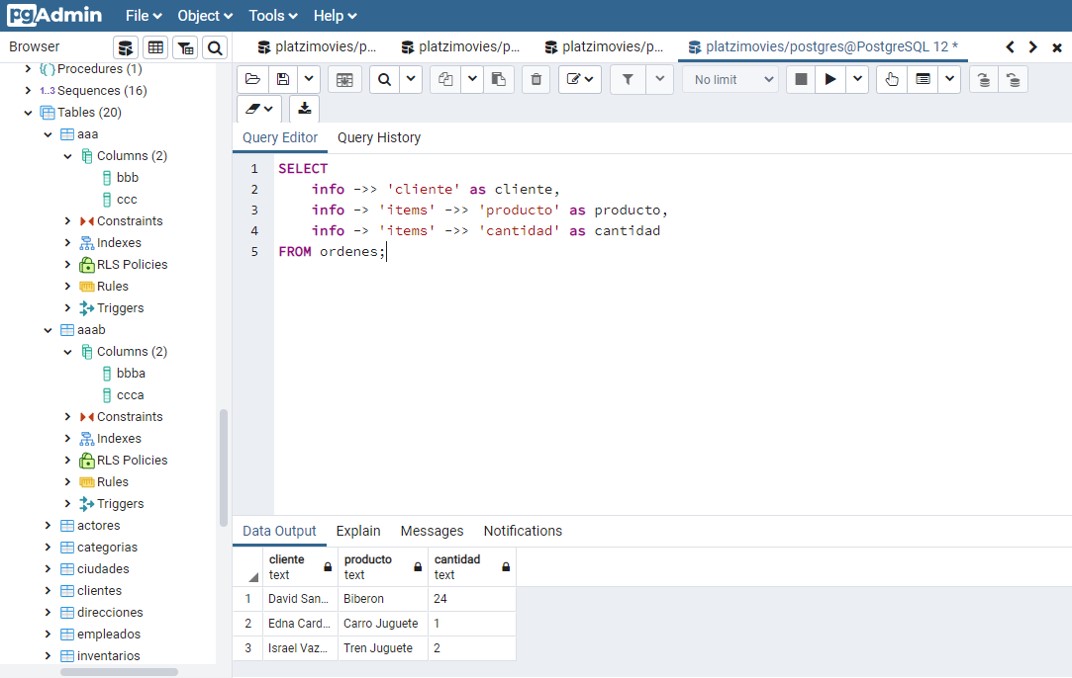 pgAdmin File Object Tools Help
Browser
platzimovies/p... platzimovies/p... platzimovies/p... platzimovies/postgres@PostgreSQL 12 *
Procedures (1)
1..3 Sequences (16)
Tables (20)
aaa
Columns (2)
bbb
ccc
Constraints
Indexes
RLS Policies
Rules
Triggers
aaab
Columns (2)
bbba
ccca
Constraints
Indexes
RLS Policies
Rules
Triggers
actores
categorias
ciudades
clientes
direcciones
empleados
inventarios
No limit
Query Editor Query History
1 SELECT
2 info ->> 'cliente' as cliente,
3 info -> 'items' ->> 'producto' as producto,
4 info -> 'items' ->> 'cantidad' as cantidad
5 FROM ordenes;
Data Output Explain Messages Notifications
cliente producto cantidad
text text text
1 David San... Biberon 24
2 Edna Card... Carro Juguete 1
3 Israel Vaz... Tren Juguete 2